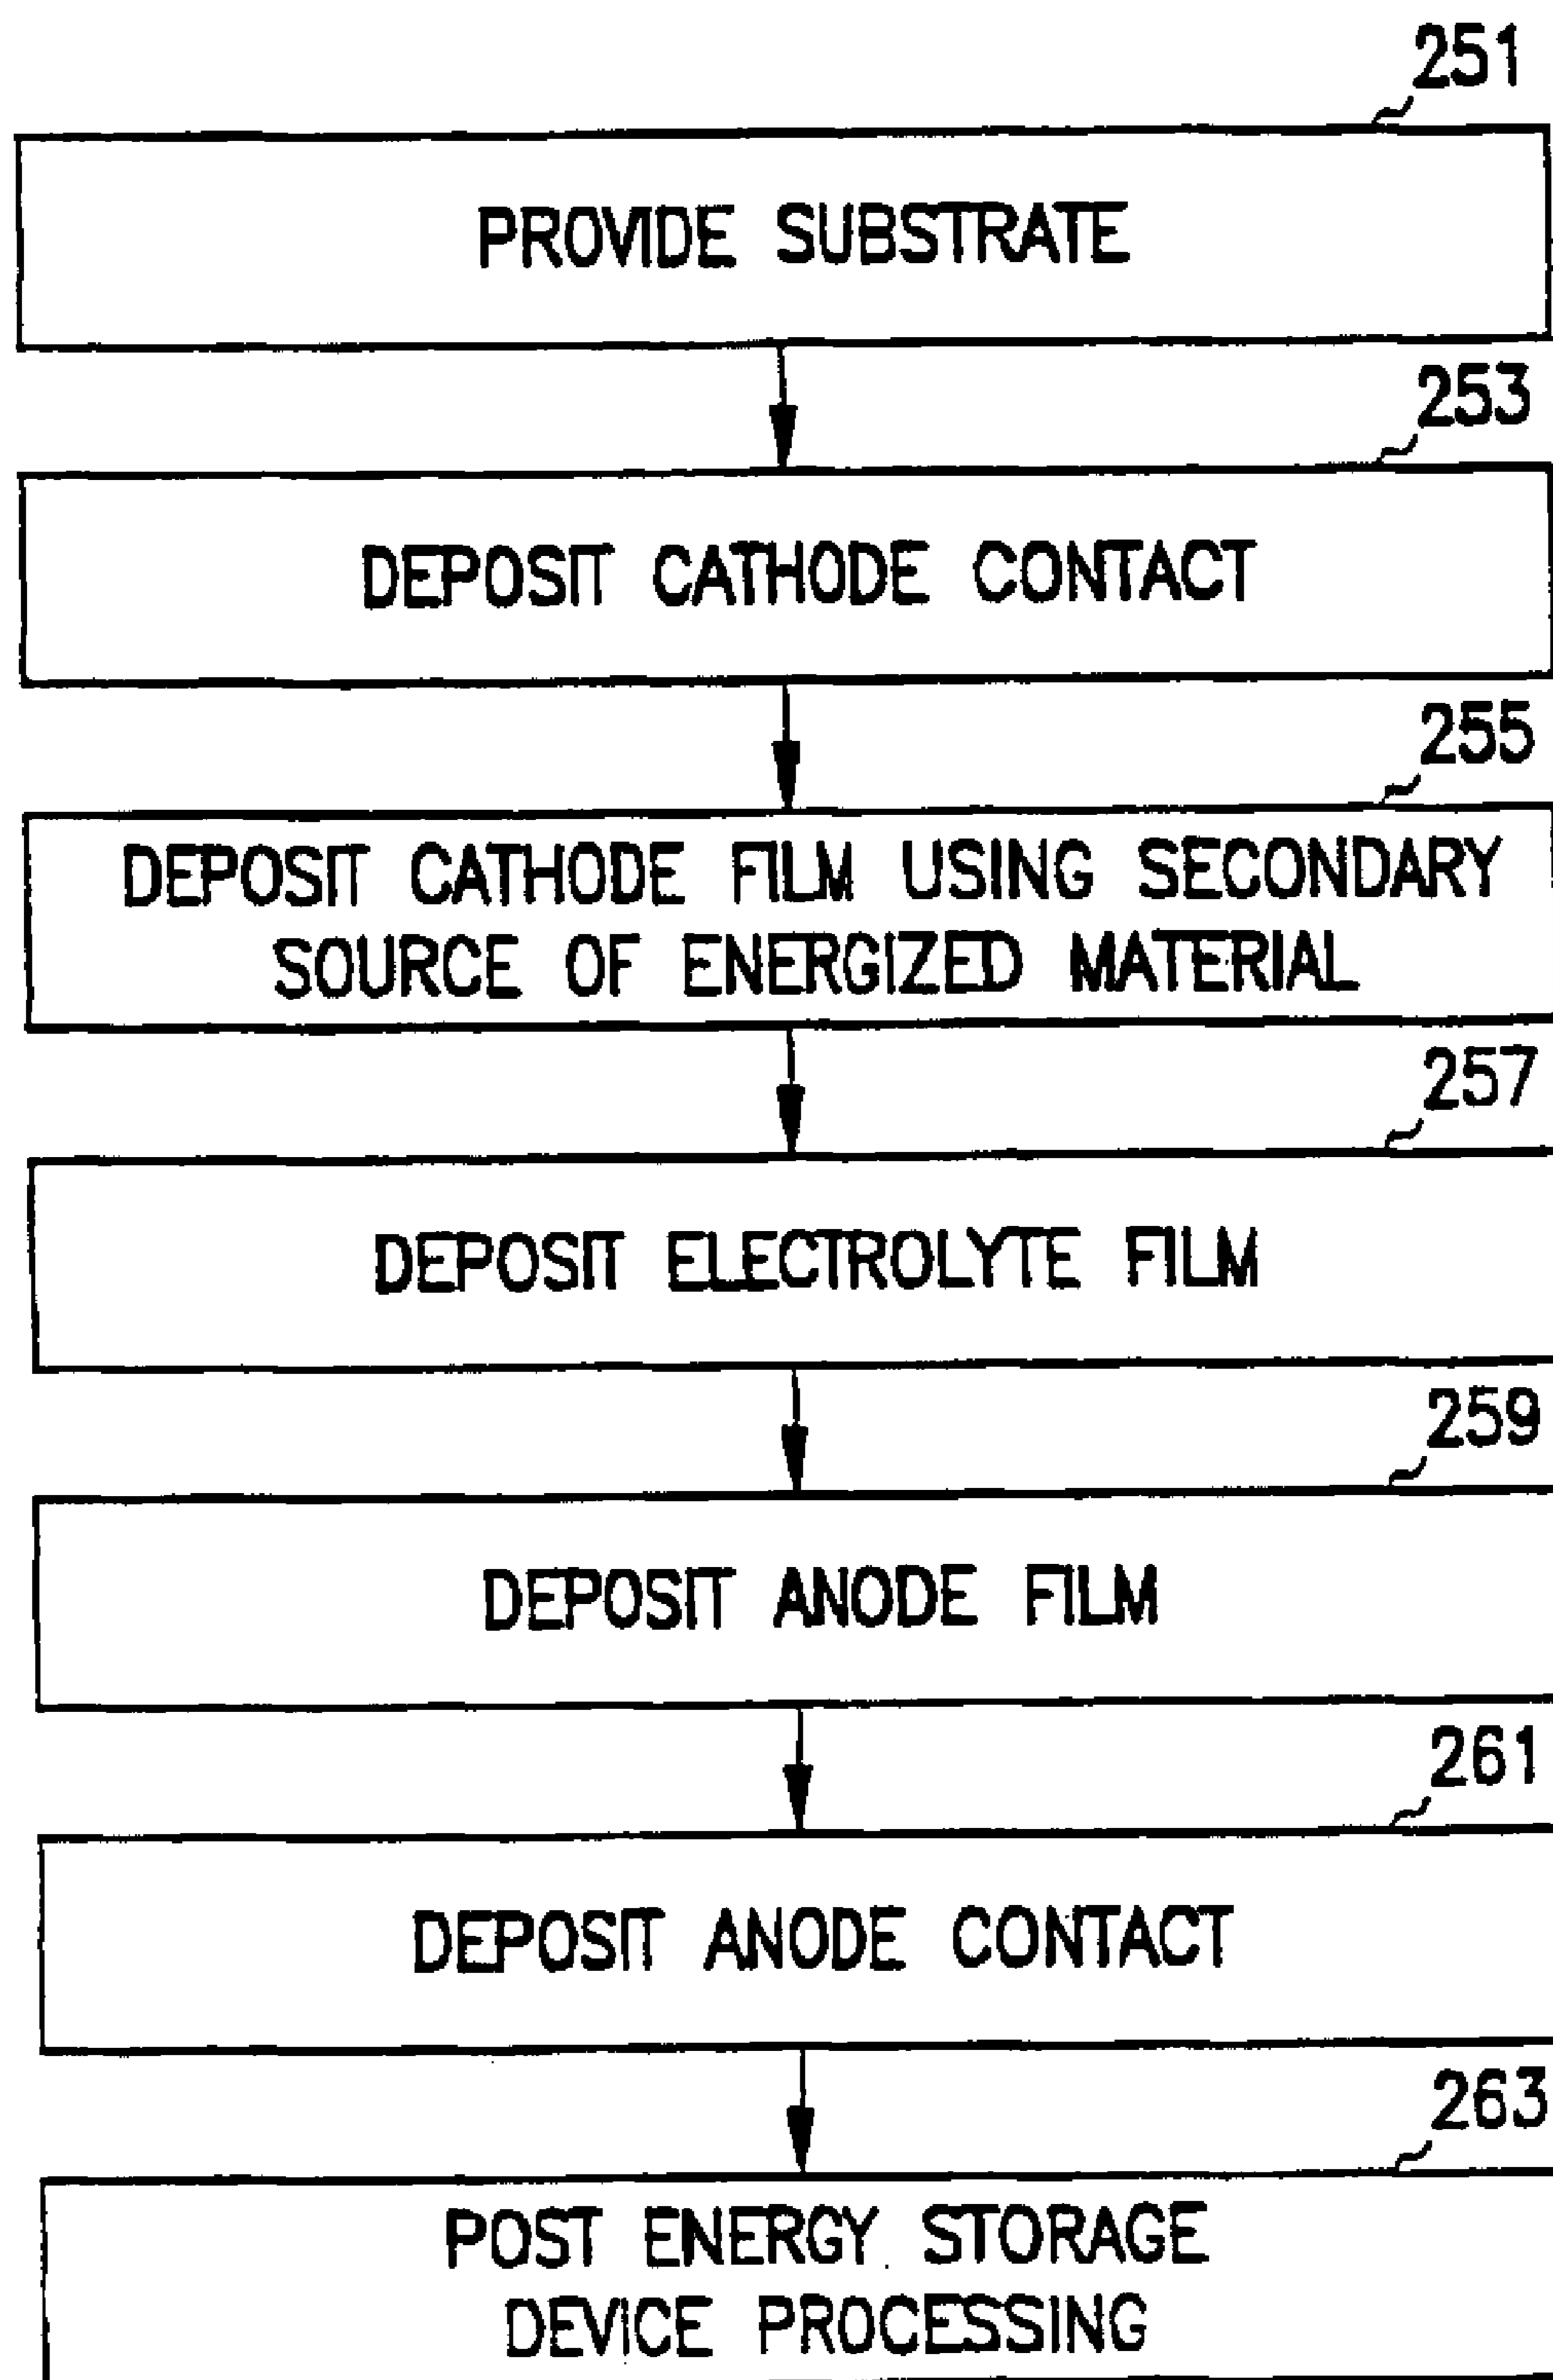 251
PROVIDE SUBSTRATE
253
DEPOSIT CATHODE CONTACT
255
DEPOSIT CATHODE FILM USING SECONDARY
SOURCE OF ENERGIZED MATERIAL
257
DEPOSIT ELECTROLYTE FILM
259
DEPOSIT ANODE FILM
261
DEPOSIT ANODE CONTACT
263
POST ENERGY STORAGE
DEVICE PROCESSING